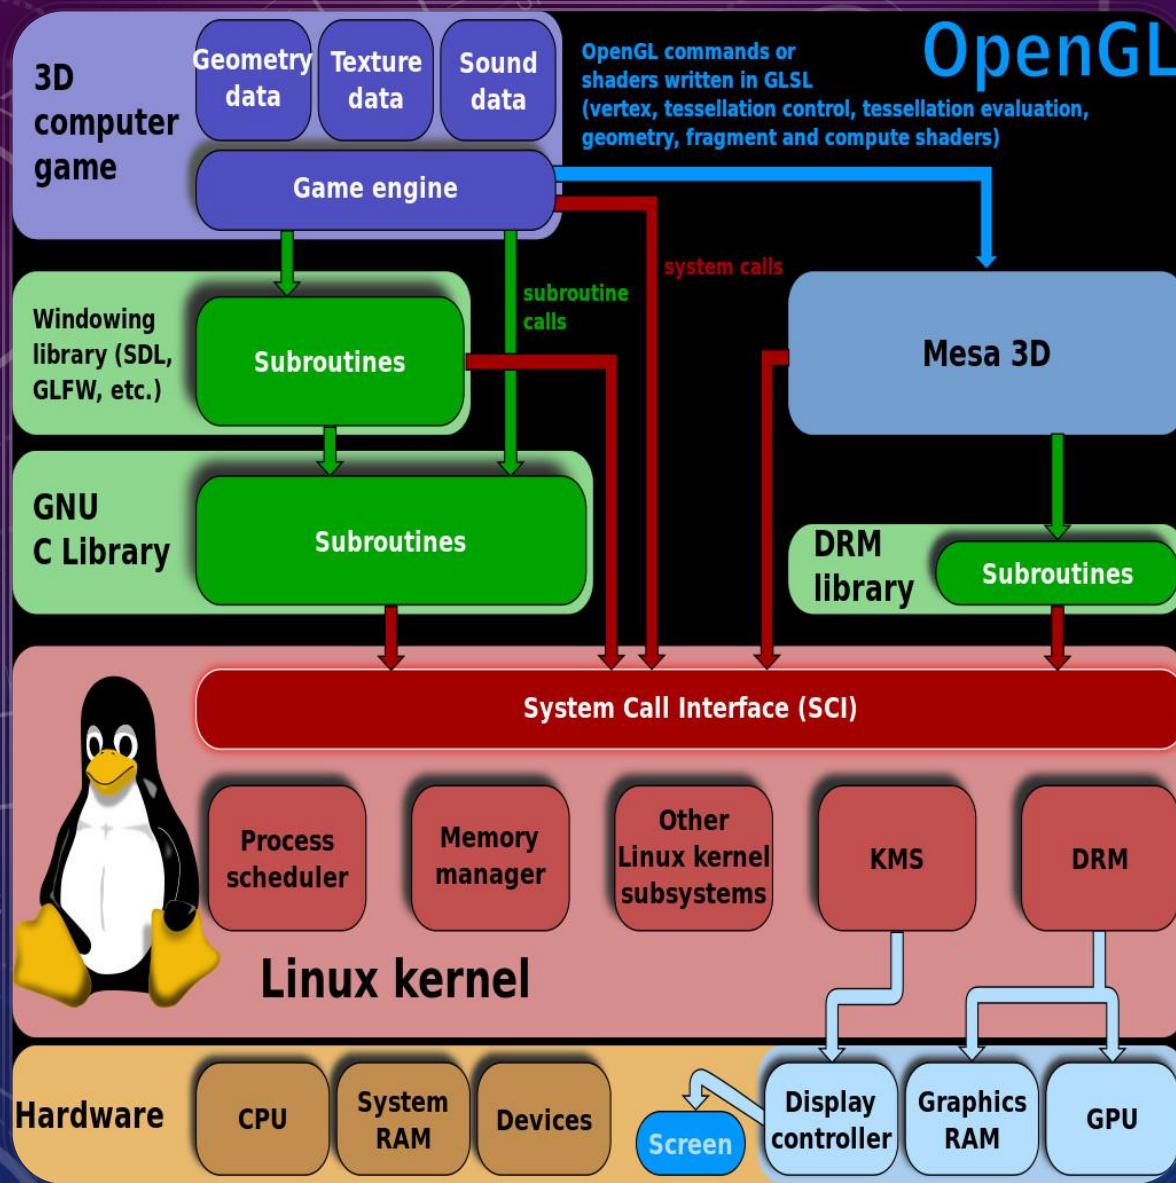 OpenGL
OpenGL commands or
shaders written in GLSL
(vertex, tessellation control, tessellation evaluation,
geometry, fragment and compute shaders)
3D
computer
game
Geometry
data
Texture
data
Sound
data
Game engine
system calls
subroutine
calls
Windowing
library (SDL,
GLFW, etc.)
Subroutines
Mesa 3D
GNU
C Library
Subroutines
DRM
library
Subroutines
System Call Interface (SCI)
Process
scheduler
Memory
manager
Other
Linux kernel
subsystems
KMS
DRM
Linux kernel
Hardware
CPU
System
RAM
Devices
Screen
Display
controller
Graphics
RAM
GPU